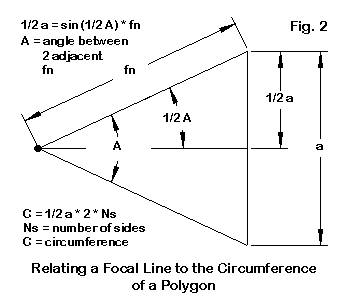 1/2 a = sin (1/2 A) * fn
Fig. 2
A = angle between
2 adjacent
fn
fn
1/2 A
1/2 a
A
a
C = 1/2 a * 2 * Ns
Ns = number of sides
C = circumference
Relating a Focal Line to the Circumference
of a Polygon